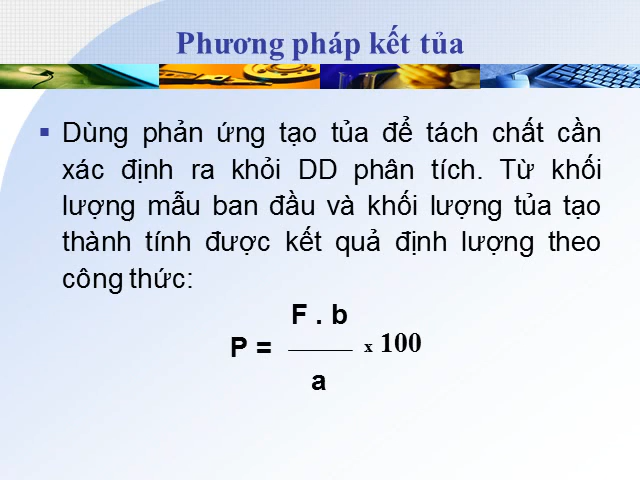 Phương pháp kết tủa
▪ Dùng phản ứng tạo tủa để tách chất cần
xác định ra khỏi DD phân tích. Từ khối
lượng mẫu ban đầu và khối lượng tủa tạo
thành tính được kết quả định lượng theo
công thức:
F . b
P = ——— x 100
a